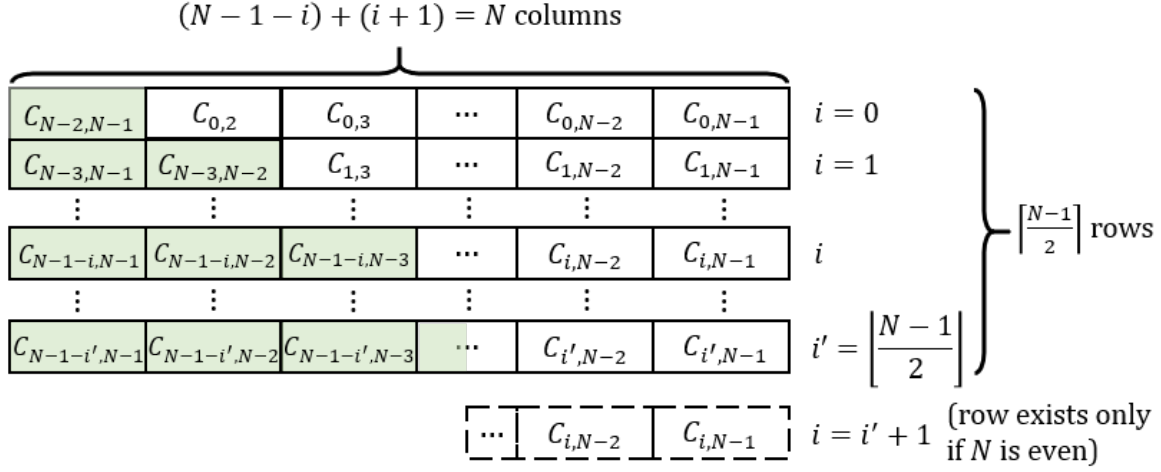 (N − 1 − i) + (i + 1) = N columns
C_{N−2,N−1} C_{0,2} C_{0,3} ⋯ C_{0,N−2} C_{0,N−1} i = 0
C_{N−3,N−1} C_{N−3,N−2} C_{1,3} ⋯ C_{1,N−2} C_{1,N−1} i = 1
⋮ ⋮ ⋮ ⋮ ⋮ ⋮
C_{N−1−i,N−1} C_{N−1−i,N−2} C_{N−1−i,N−3} ⋯ C_{i,N−2} C_{i,N−1} i
⌈(N−1)/2⌉ rows
⋮ ⋮ ⋮ ⋮ ⋮ ⋮
C_{N−1−i′,N−1} C_{N−1−i′,N−2} C_{N−1−i′,N−3} ⋯ C_{i′,N−2} C_{i′,N−1} i′ = ⌊(N − 1)/2⌋
⋯ C_{i,N−2} C_{i,N−1} i = i′ + 1 (row exists only
if N is even)